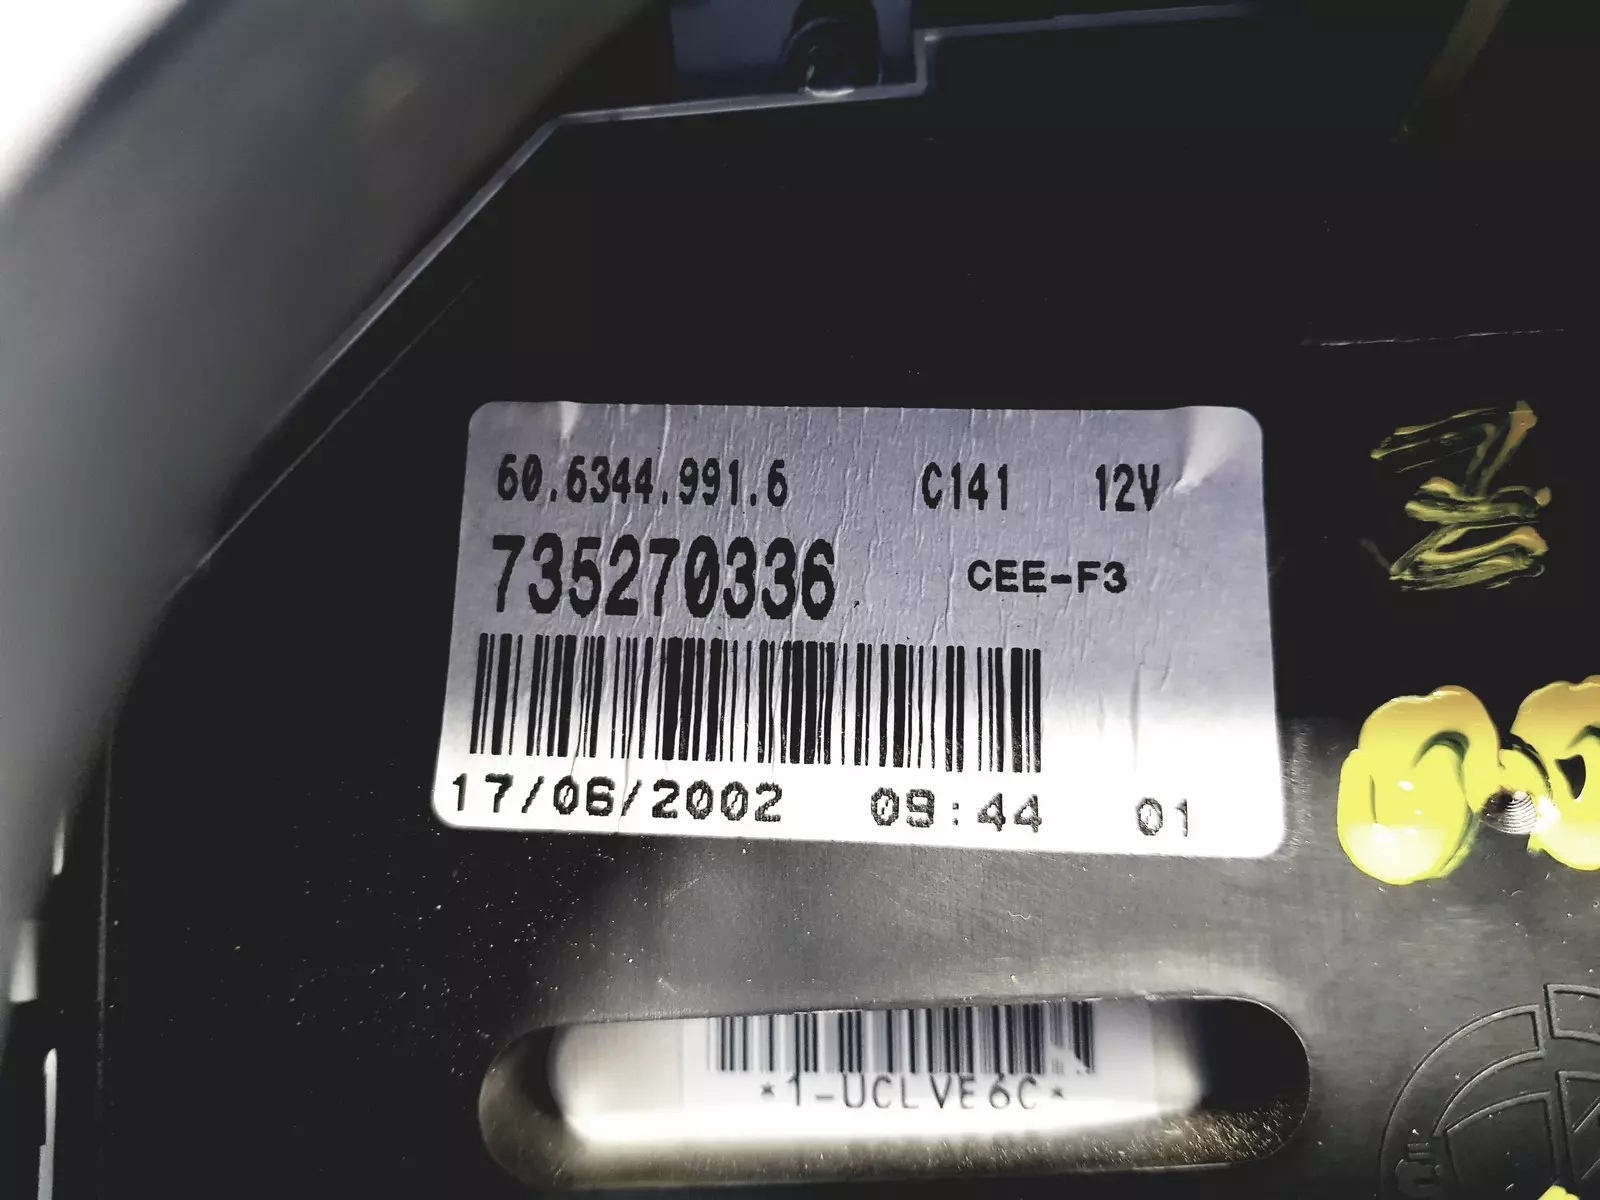 60.6344.991.6 C141 12V
735270336 CEE-F3
17/06/2002 09:44 01
*1-UCLVE6C*